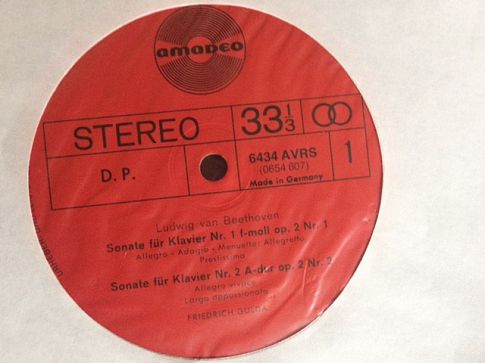 amadeo
STEREO
33 1/3
D. P.
6434 AVRS
(0654 607)
Made in Germany
1
Ludwig van Beethoven
Sonate für Klavier Nr. 1 f-moll op. 2 Nr. 1
Allegro - Adagio - Menuetto: Allegretto
Prestissimo
Sonate für Klavier Nr. 2 A-dur op. 2 Nr. 2
Allegro vivace
Largo appassionato
FRIEDRICH GULDA